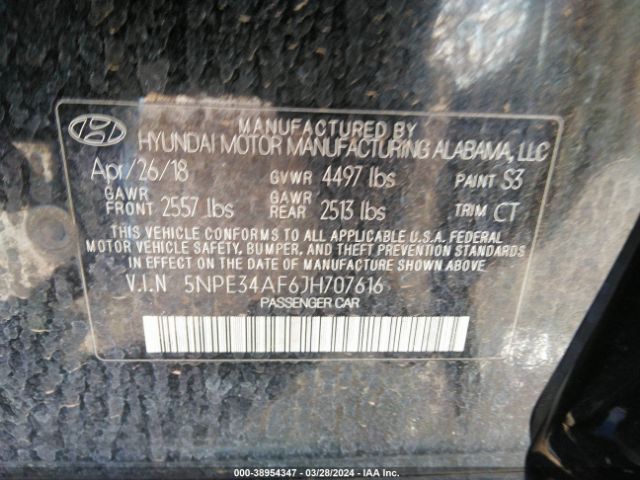 MANUFACTURED BY
HYUNDAI MOTOR MANUFACTURING ALABAMA, LLC
Apr/26/18 GVWR 4497 lbs PAINT S3
GAWR FRONT 2557 lbs GAWR REAR 2513 lbs TRIM CT
THIS VEHICLE CONFORMS TO ALL APPLICABLE U.S.A. FEDERAL
MOTOR VEHICLE SAFETY, BUMPER, AND THEFT PREVENTION STANDARDS
IN EFFECT ON THE DATE OF MANUFACTURE SHOWN ABOVE.
V.I.N 5NPE34AF6JH707616
PASSENGER CAR
000-38954347 - 03/28/2024 - IAA Inc.